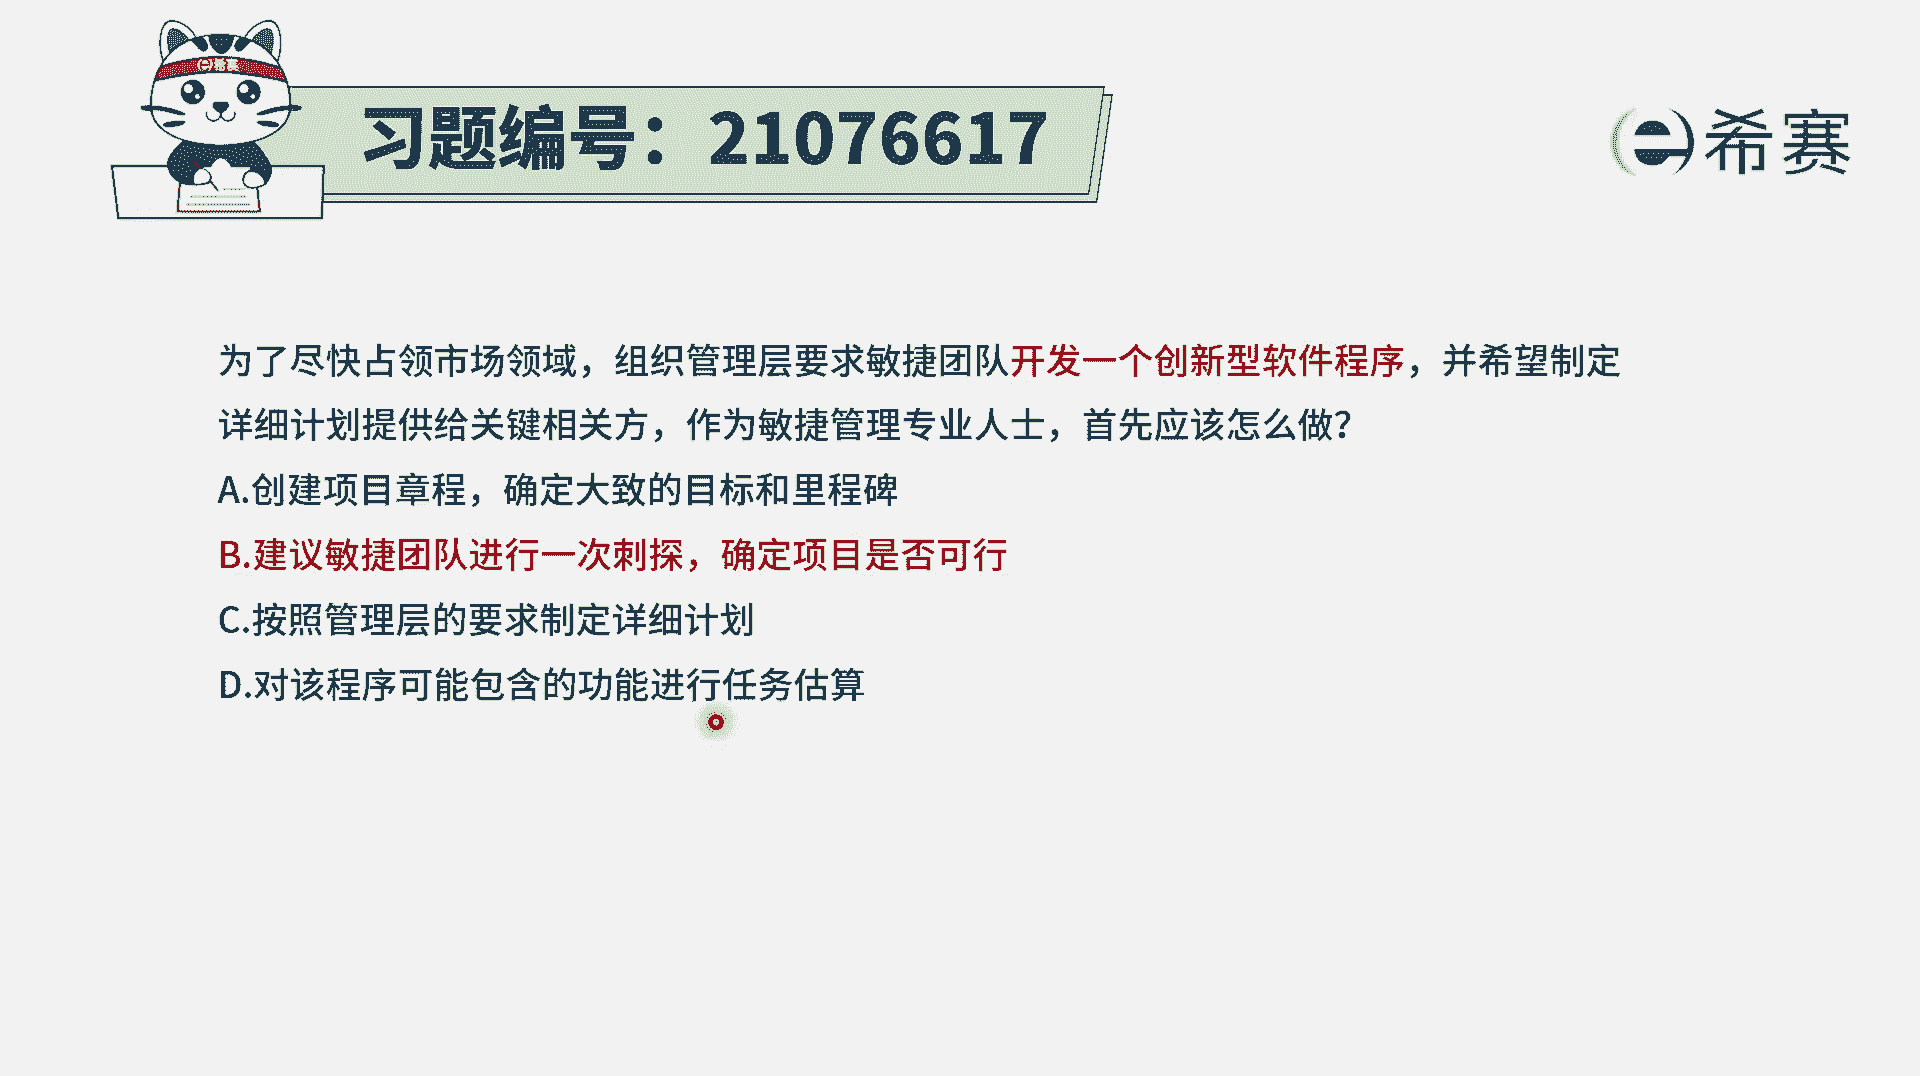 e希赛
习题编号：21076617
e希赛
为了尽快占领市场领域，组织管理层要求敏捷团队开发一个创新型软件程序，并希望制定
详细计划提供给关键相关方，作为敏捷管理专业人士，首先应该怎么做？
A.创建项目章程，确定大致的目标和里程碑
B.建议敏捷团队进行一次刺探，确定项目是否可行
C.按照管理层的要求制定详细计划
D.对该程序可能包含的功能进行任务估算